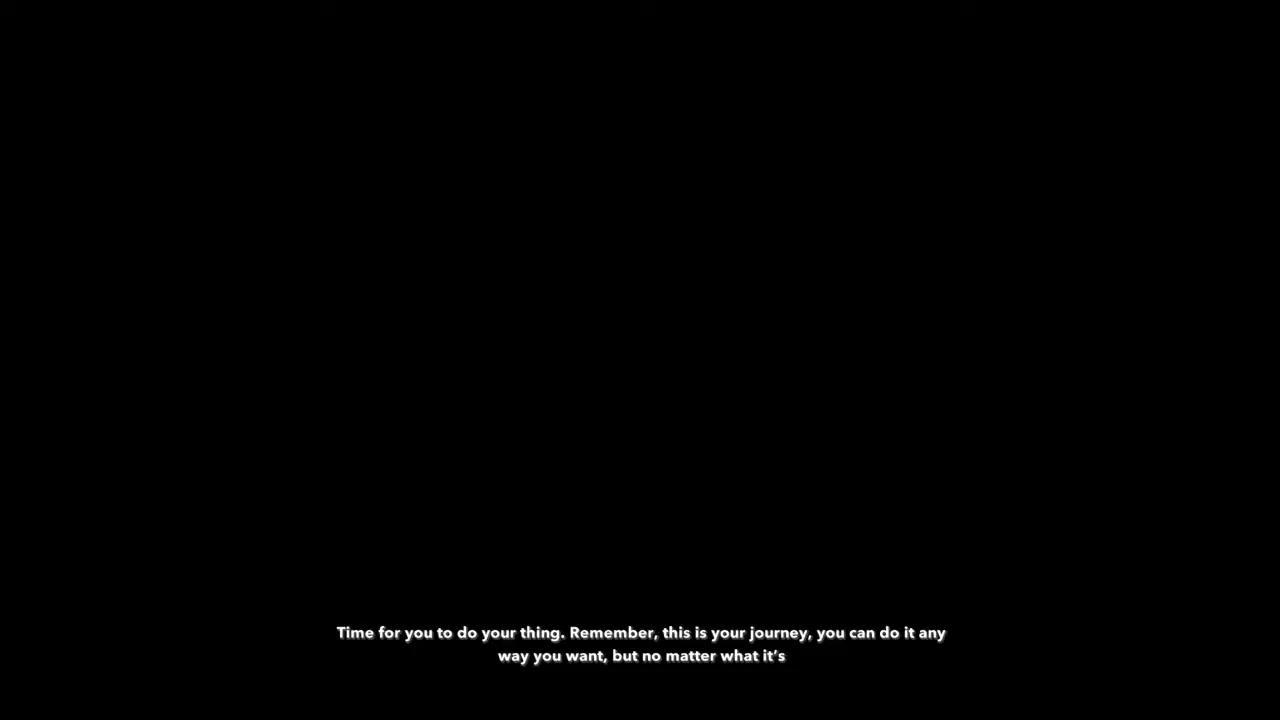 Time for you to do your thing. Remember, this is your journey, you can do it any
way you want, but no matter what it’s